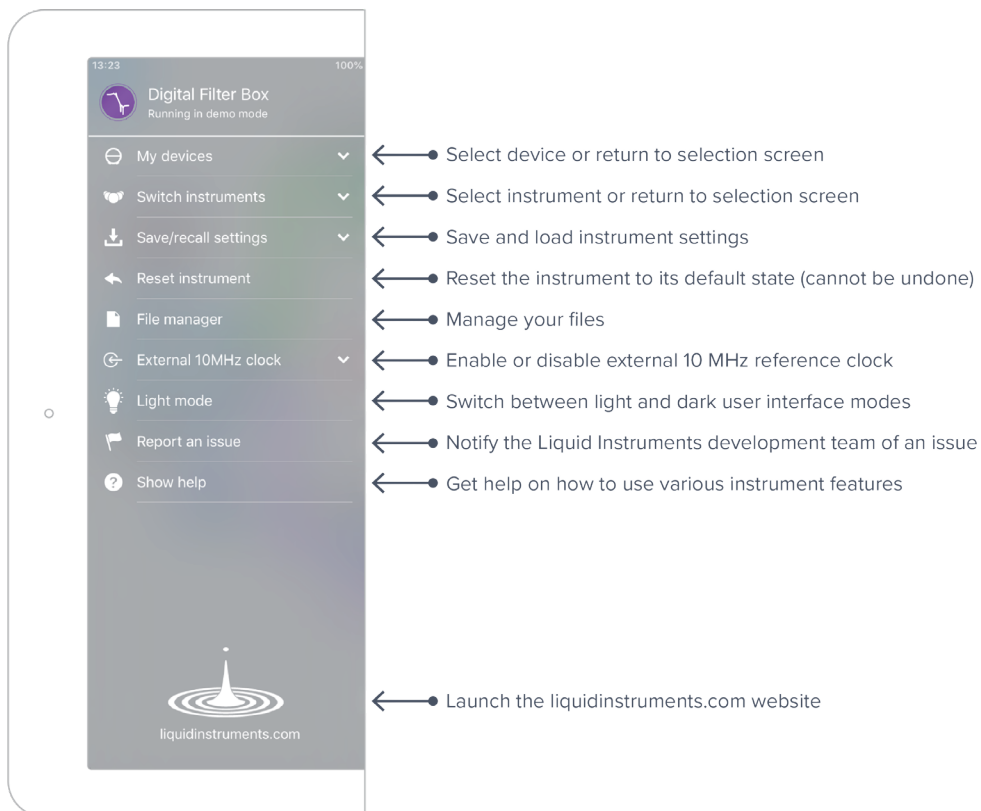 13:23 100%
Digital Filter Box
Running in demo mode
My devices
Select device or return to selection screen
Switch instruments
Select instrument or return to selection screen
Save/recall settings
Save and load instrument settings
Reset instrument
Reset the instrument to its default state (cannot be undone)
File manager
Manage your files
External 10MHz clock
Enable or disable external 10 MHz reference clock
Light mode
Switch between light and dark user interface modes
Report an issue
Notify the Liquid Instruments development team of an issue
? Show help
Get help on how to use various instrument features
Launch the liquidinstruments.com website
liquidinstruments.com